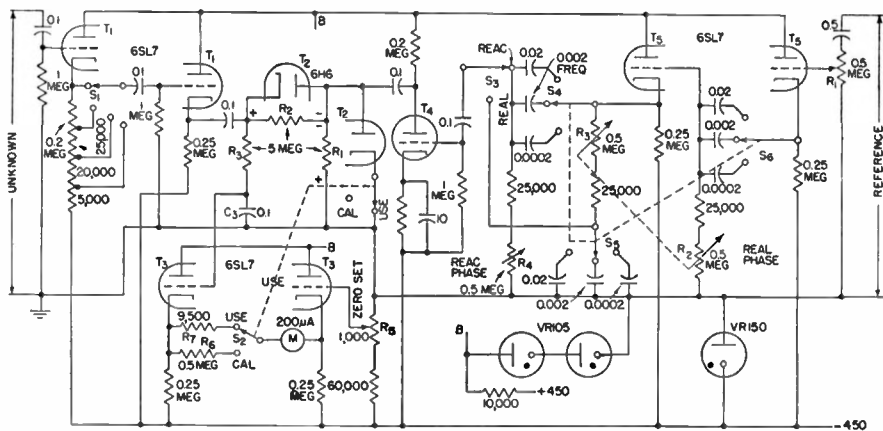 0.1
T1
6SL7
T1
B
T2
6H6
0.2 MEG
REAC
0.02
0.002 FREQ
T5
6SL7
T5
0.5
R1
0.5 MEG
1 MEG
S1
0.1
1 MEG
0.1
+
R2
-
-
T2
0.1
T4
0.1
S3
REAL
S4
0.02
0.002
0.0002
S6
UNKNOWN
0.2 MEG
25,000
20,000
5,000
0.25 MEG
R3
5 MEG
R1
+
CAL
USE
C3
0.1
1 MEG
10
0.0002
25,000
R3
0.5 MEG
25,000
0.25 MEG
25,000
0.25 MEG
REFERENCE
T3
6SL7
B
T3
USE
ZERO SET
REAC PHASE
R4
0.5 MEG
S5
0.02
0.002
0.0002
R2
0.5 MEG
REAL PHASE
9,500
R7
USE
S2
R6
0.5 MEG
CAL
200μA
M
1,000
R5
0.25 MEG
0.25 MEG
60,000
B
VR105
10,000
+450
VR150
-450